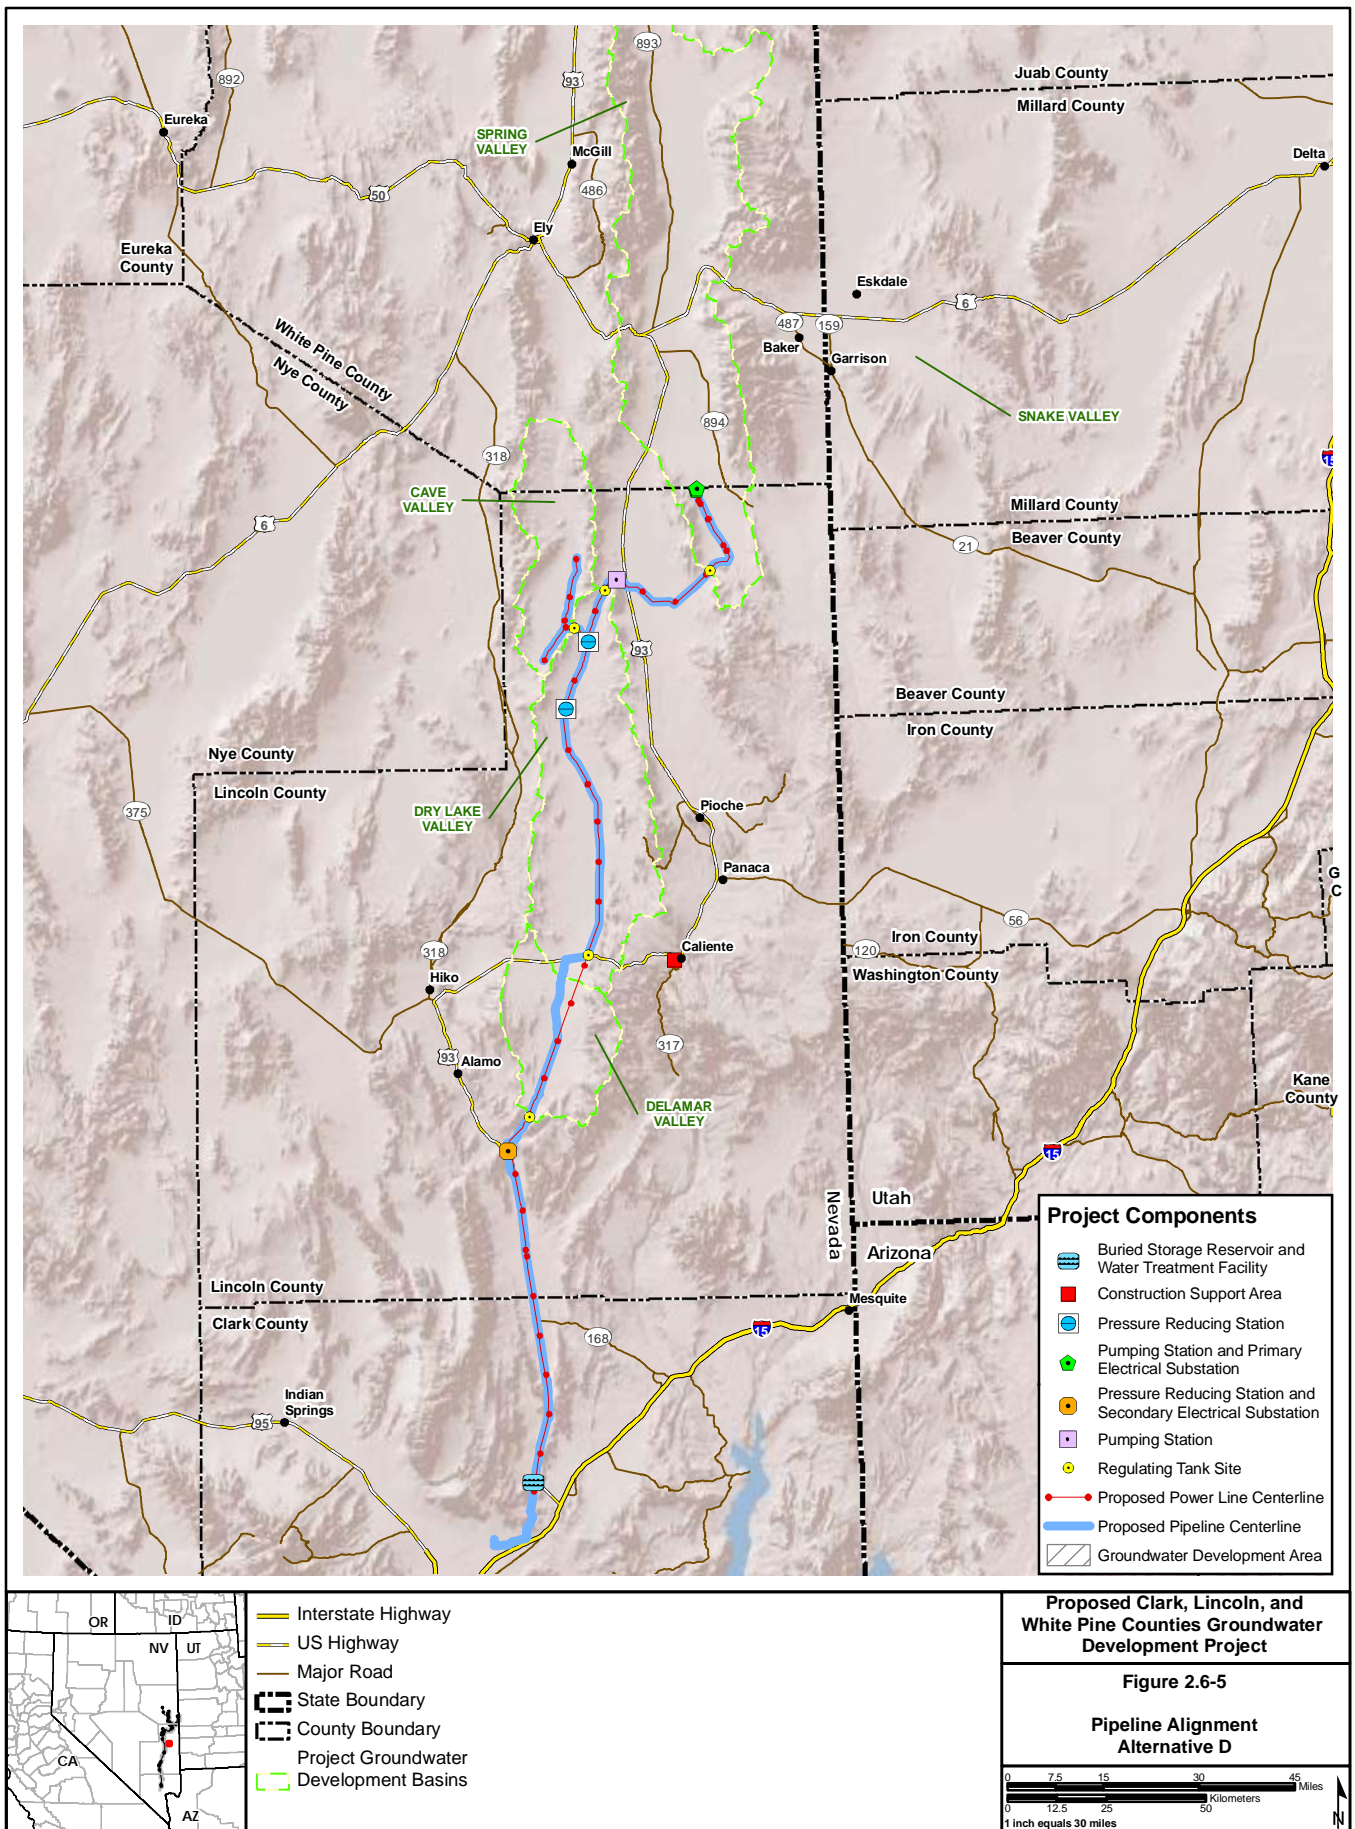 893
892
93
Juab County
Millard County
Eureka
SPRING
VALLEY
McGill
Delta
486
50
Ely
Eureka
County
Eskdale
6
487
159
Baker
Garrison
White Pine County
Nye County
SNAKE VALLEY
894
318
15
CAVE
VALLEY
Millard County
Beaver County
6
21
93
Beaver County
Iron County
Nye County
Lincoln County
375
DRY LAKE
VALLEY
Pioche
Panaca
G
C
56
318
Caliente
Iron County
120
Washington County
Hiko
317
93
Alamo
Kane
County
DELAMAR
VALLEY
15
Nevada
Utah
Arizona
Lincoln County
Clark County
Mesquite
15
168
Indian
Springs
95
Project Components
Buried Storage Reservoir and
Water Treatment Facility
Construction Support Area
Pressure Reducing Station
Pumping Station and Primary
Electrical Substation
Pressure Reducing Station and
Secondary Electrical Substation
Pumping Station
Regulating Tank Site
Proposed Power Line Centerline
Proposed Pipeline Centerline
Groundwater Development Area
OR
ID
NV
UT
CA
AZ
Interstate Highway
US Highway
Major Road
State Boundary
County Boundary
Project Groundwater
Development Basins
Proposed Clark, Lincoln, and
White Pine Counties Groundwater
Development Project
Figure 2.6-5
Pipeline Alignment
Alternative D
0 7.5 15 30 45
Miles
Kilometers
0 12.5 25 50
1 inch equals 30 miles
N